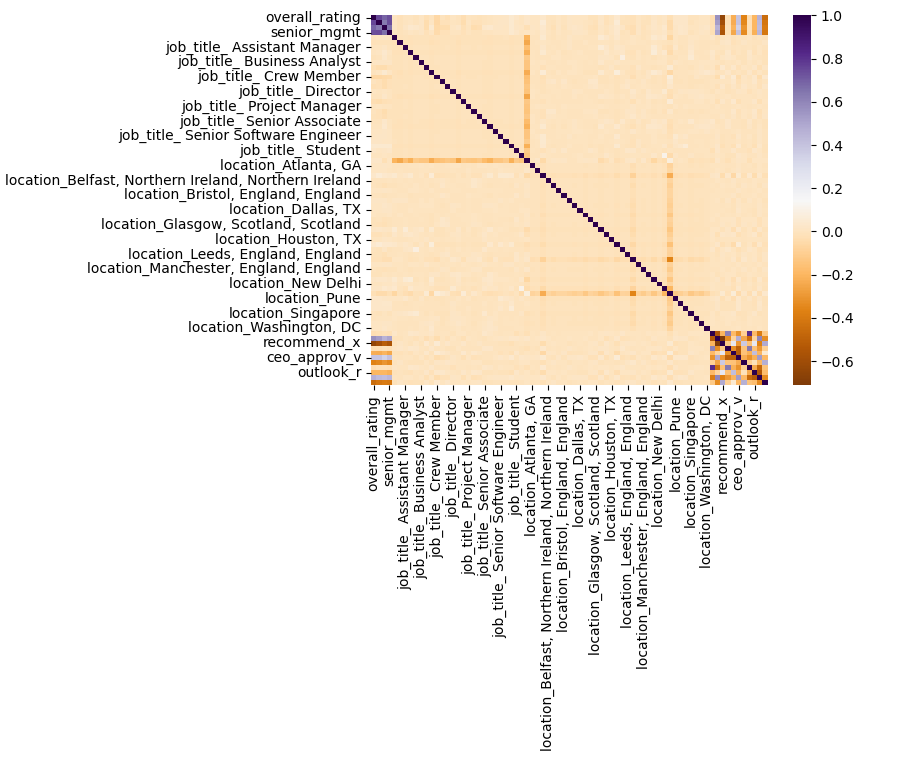 overall_rating
senior_mgmt
job_title_ Assistant Manager
job_title_ Business Analyst
job_title_ Crew Member
job_title_ Director
job_title_ Project Manager
job_title_ Senior Associate
job_title_ Senior Software Engineer
job_title_ Student
location_Atlanta, GA
location_Belfast, Northern Ireland, Northern Ireland
location_Bristol, England, England
location_Dallas, TX
location_Glasgow, Scotland, Scotland
location_Houston, TX
location_Leeds, England, England
location_Manchester, England, England
location_New Delhi
location_Pune
location_Singapore
location_Washington, DC
recommend_x
ceo_approv_v
outlook_r
overall_rating
senior_mgmt
job_title_ Assistant Manager
job_title_ Business Analyst
job_title_ Crew Member
job_title_ Director
job_title_ Project Manager
job_title_ Senior Associate
job_title_ Senior Software Engineer
job_title_ Student
location_Atlanta, GA
location_Belfast, Northern Ireland, Northern Ireland
location_Bristol, England, England
location_Dallas, TX
location_Glasgow, Scotland, Scotland
location_Houston, TX
location_Leeds, England, England
location_Manchester, England, England
location_New Delhi
location_Pune
location_Singapore
location_Washington, DC
recommend_x
ceo_approv_v
outlook_r
1.0
0.8
0.6
0.4
0.2
0.0
−0.2
−0.4
−0.6